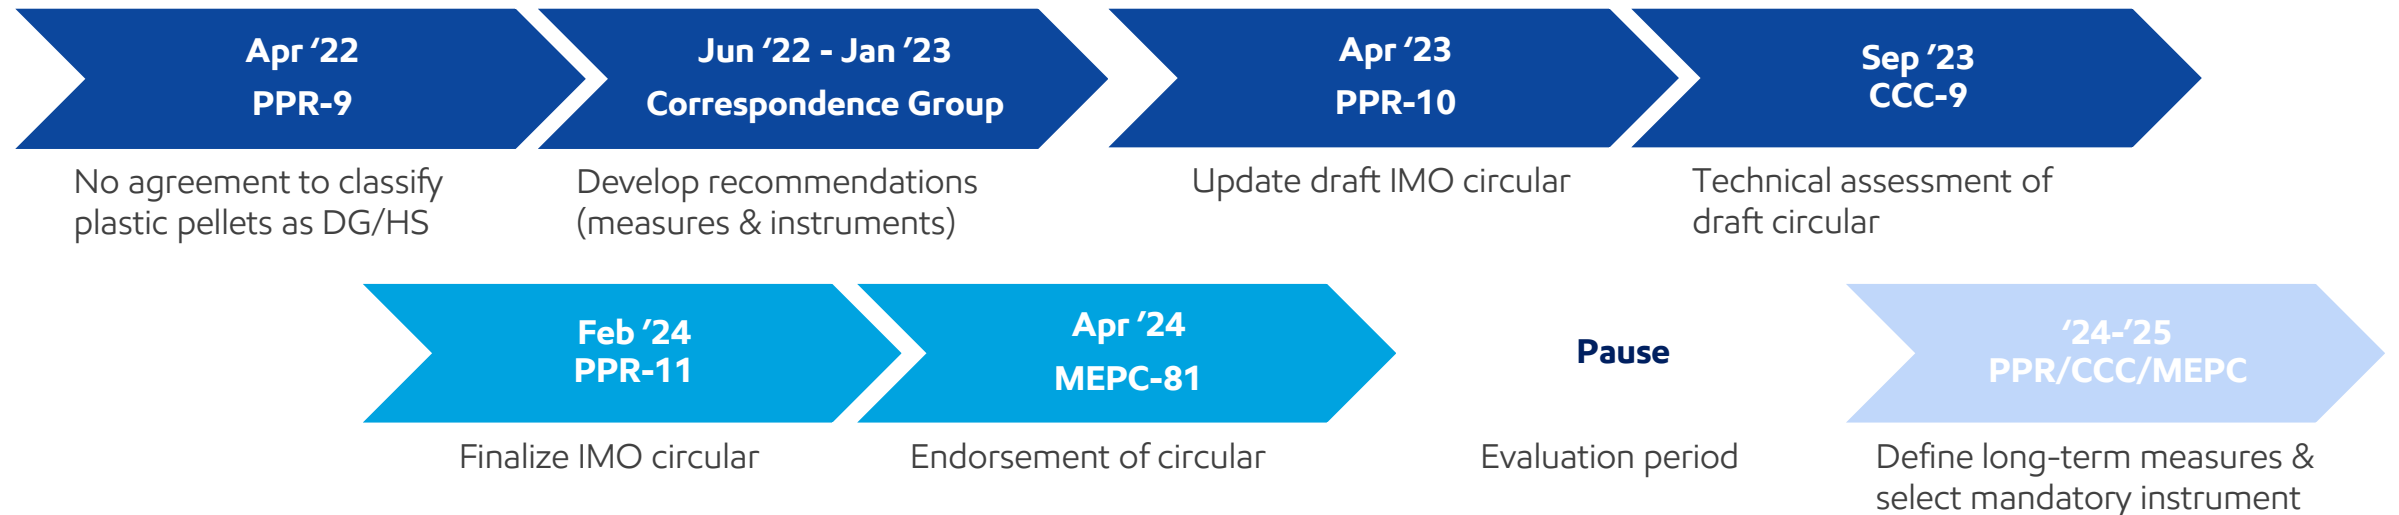 Apr ‘22
PPR-9
Jun ‘22 - Jan ’23
Correspondence Group
Apr ‘23
PPR-10
Sep ’23
CCC-9
No agreement to classify
plastic pellets as DG/HS
Develop recommendations
(measures & instruments)
Update draft IMO circular
Technical assessment of
draft circular
Feb ’24
PPR-11
Apr ’24
MEPC-81
Pause
‘24-’25
PPR/CCC/MEPC
Finalize IMO circular
Endorsement of circular
Evaluation period
Define long-term measures &
select mandatory instrument